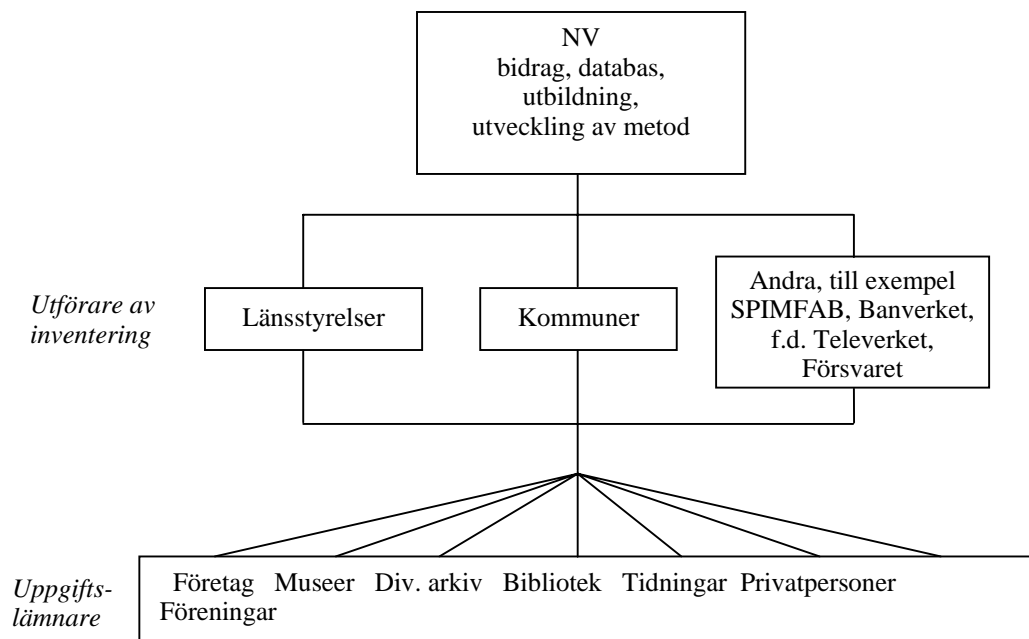 NV
bidrag, databas,
utbildning,
utveckling av metod
Utförare av
inventering
Länsstyrelser
Kommuner
Andra, till exempel
SPIMFAB, Banverket,
f.d. Televerket,
Försvaret
Uppgifts-
lämnare
Företag Museer Div. arkiv Bibliotek Tidningar Privatpersoner
Föreningar